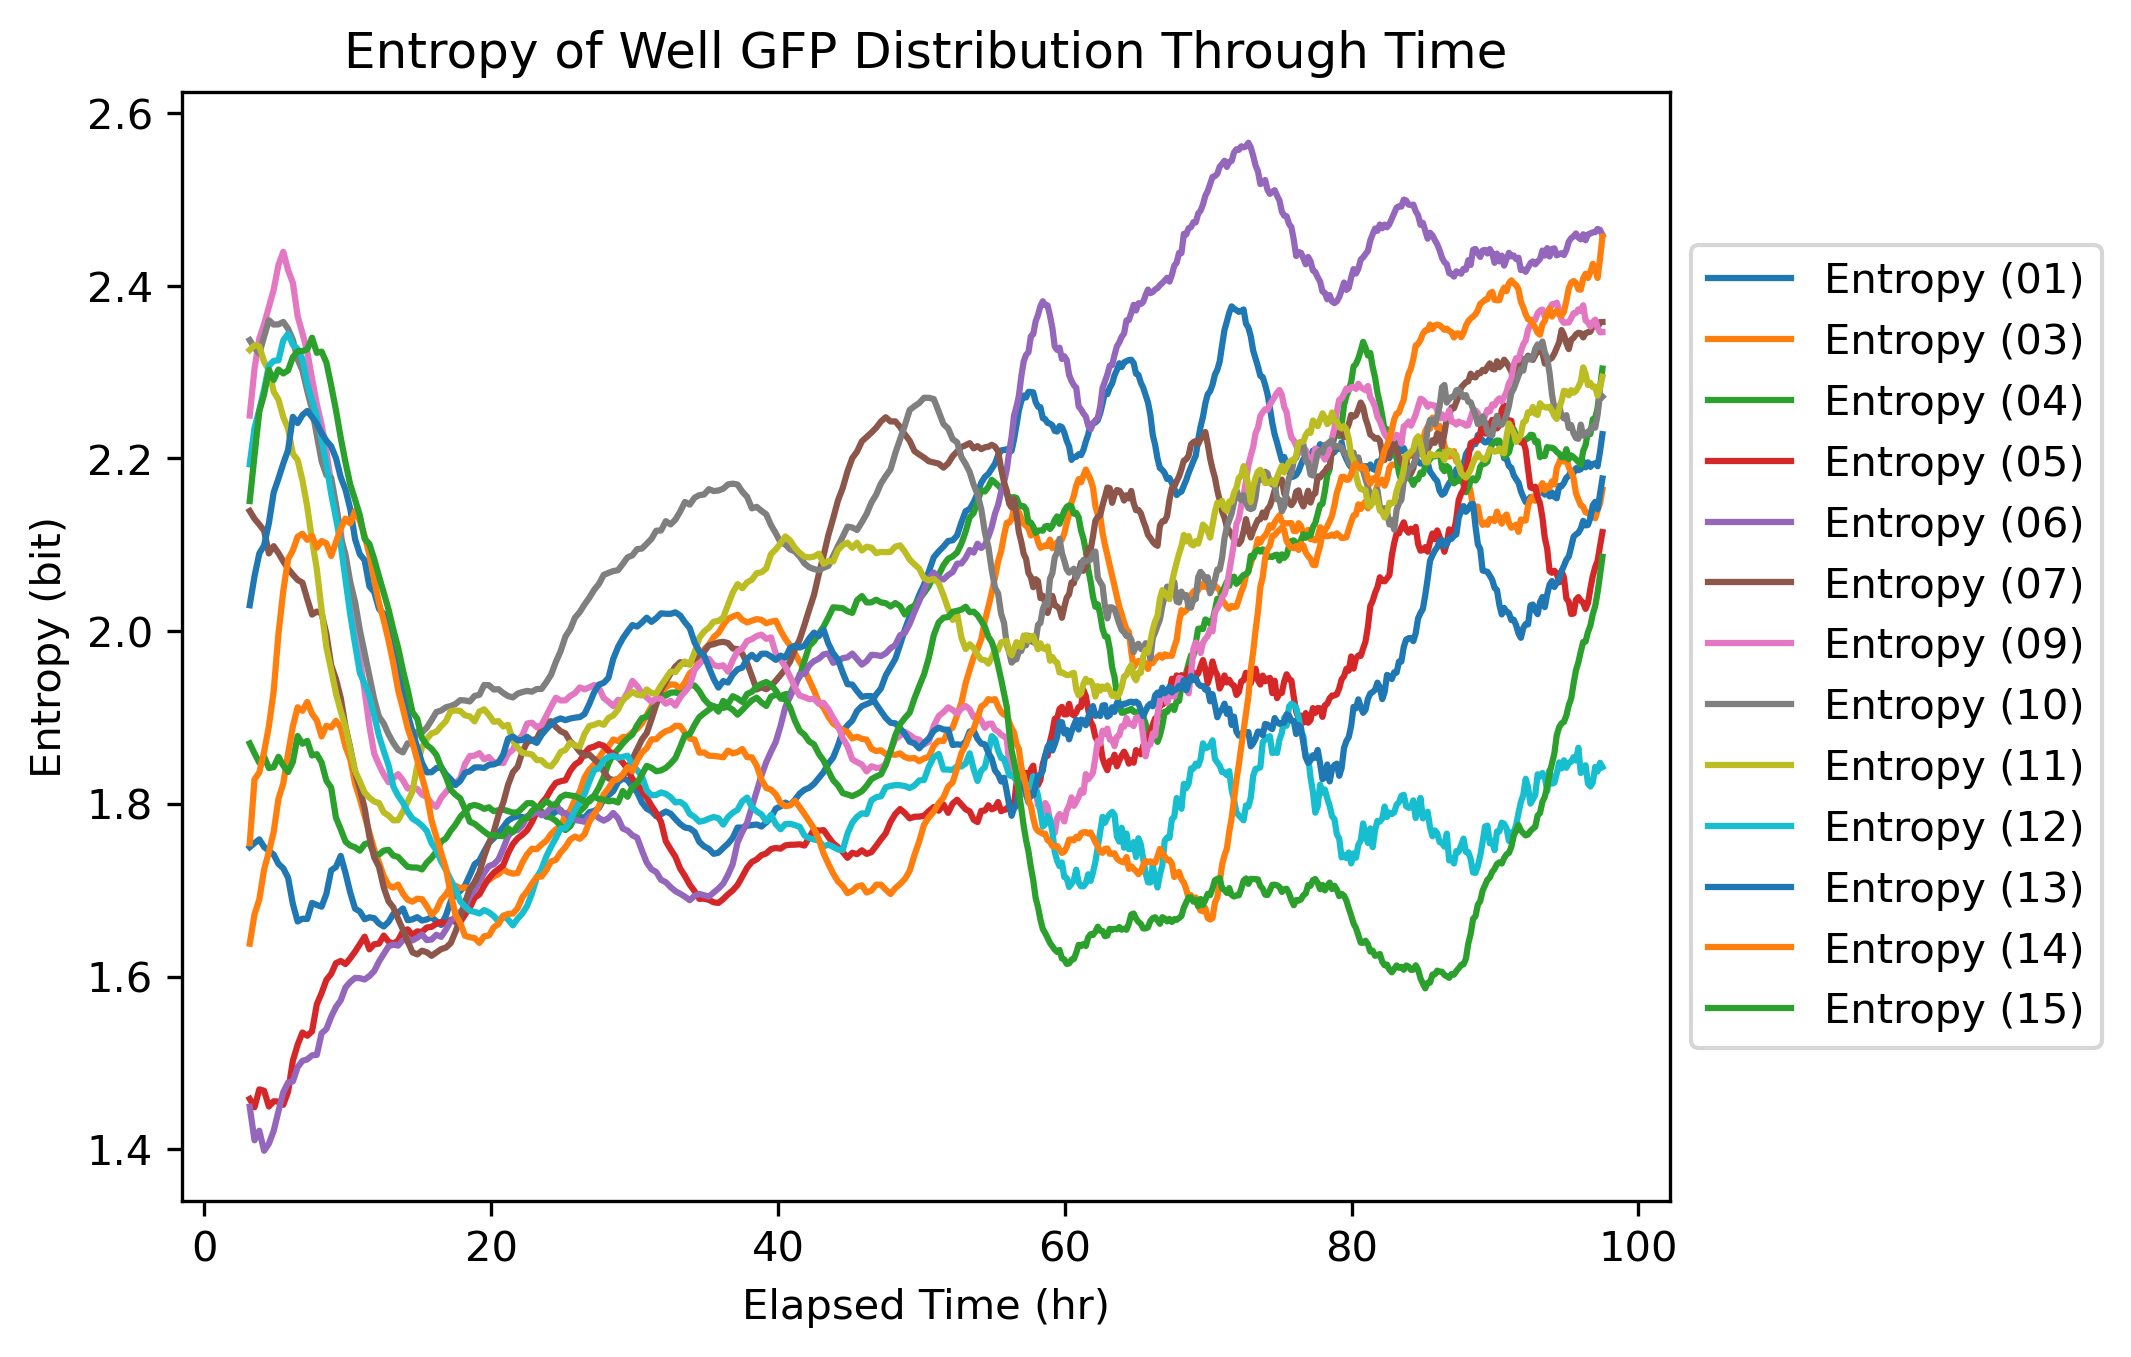 Entropy of Well GFP Distribution Through Time
2.6
2.4
2.2
2.0
1.8
1.6
1.4
Entropy (bit)
0 20 40 60 80 100
Elapsed Time (hr)
Entropy (01)
Entropy (03)
Entropy (04)
Entropy (05)
Entropy (06)
Entropy (07)
Entropy (09)
Entropy (10)
Entropy (11)
Entropy (12)
Entropy (13)
Entropy (14)
Entropy (15)